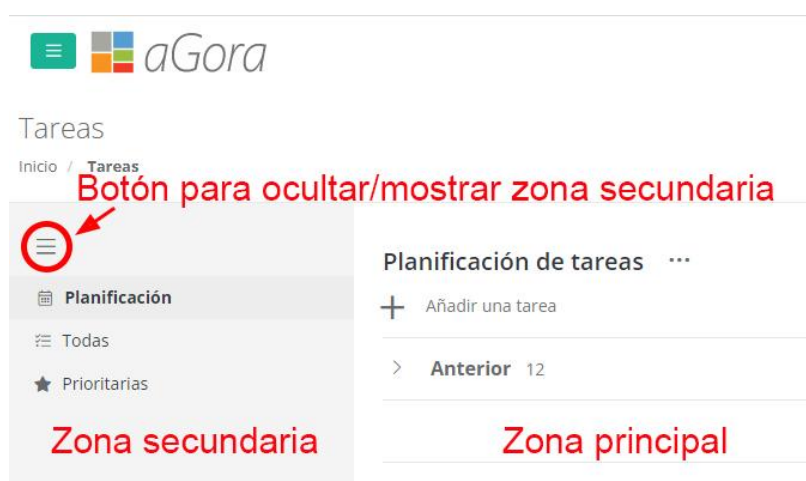 aGora
Tareas
Inicio / Tareas
Botón para ocultar/mostrar zona secundaria
Planificación de tareas ...
Planificación
Añadir una tarea
Todas
Anterior 12
Prioritarias
Zona secundaria
Zona principal